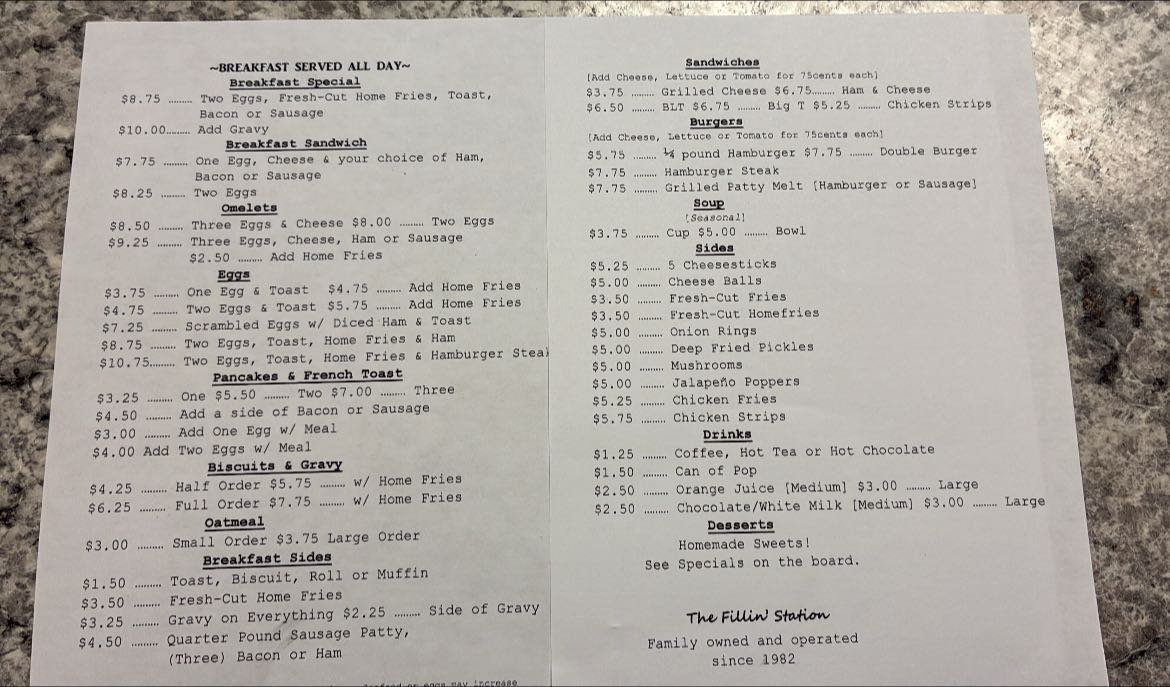 ~BREAKFAST SERVED ALL DAY~
Breakfast Special
$8.75 ........ Two Eggs, Fresh-Cut Home Fries, Toast,
Bacon or Sausage
$10.00........ Add Gravy
Breakfast Sandwich
$7.75 ........ One Egg, Cheese & your choice of Ham,
Bacon or Sausage
$8.25 ........ Two Eggs
Omelets
$8.50 ........ Three Eggs & Cheese $8.00 ........ Two Eggs
$9.25 ........ Three Eggs, Cheese, Ham or Sausage
$2.50 ........ Add Home Fries
Eggs
$3.75 ........ One Egg & Toast $4.75 ........ Add Home Fries
$4.75 ........ Two Eggs & Toast $5.75 ........ Add Home Fries
$7.25 ........ Scrambled Eggs w/ Diced Ham & Toast
$8.75 ........ Two Eggs, Toast, Home Fries & Ham
$10.75........ Two Eggs, Toast, Home Fries & Hamburger Steak
Pancakes & French Toast
$3.25 ........ One $5.50 ........ Two $7.00 ........ Three
$4.50 ........ Add a side of Bacon or Sausage
$3.00 ........ Add One Egg w/ Meal
$4.00 Add Two Eggs w/ Meal
Biscuits & Gravy
$4.25 ........ Half Order $5.75 ........ w/ Home Fries
$6.25 ........ Full Order $7.75 ........ w/ Home Fries
Oatmeal
$3.00 ........ Small Order $3.75 Large Order
Breakfast Sides
$1.50 ........ Toast, Biscuit, Roll or Muffin
$3.50 ........ Fresh-Cut Home Fries
$3.25 ........ Gravy on Everything $2.25 ........ Side of Gravy
$4.50 ........ Quarter Pound Sausage Patty,
(Three) Bacon or Ham
or eggs may increase
Sandwiches
[Add Cheese, Lettuce or Tomato for 75cents each]
$3.75 ........ Grilled Cheese $6.75........ Ham & Cheese
$6.50 ........ BLT $6.75 ........ Big T $5.25 ........ Chicken Strips
Burgers
[Add Cheese, Lettuce or Tomato for 75cents each]
$5.75 ........ ¼ pound Hamburger $7.75 ........ Double Burger
$7.75 ........ Hamburger Steak
$7.75 ........ Grilled Patty Melt [Hamburger or Sausage]
Soup
[Seasonal]
$3.75 ........ Cup $5.00 ........ Bowl
Sides
$5.25 ........ 5 Cheesesticks
$5.00 ........ Cheese Balls
$3.50 ........ Fresh-Cut Fries
$3.50 ........ Fresh-Cut Homefries
$5.00 ........ Onion Rings
$5.00 ........ Deep Fried Pickles
$5.00 ........ Mushrooms
$5.00 ........ Jalapeño Poppers
$5.25 ........ Chicken Fries
$5.75 ........ Chicken Strips
Drinks
$1.25 ........ Coffee, Hot Tea or Hot Chocolate
$1.50 ........ Can of Pop
$2.50 ........ Orange Juice [Medium] $3.00 ........ Large
$2.50 ........ Chocolate/White Milk [Medium] $3.00 ........ Large
Desserts
Homemade Sweets!
See Specials on the board.
The Fillin' Station
Family owned and operated
since 1982